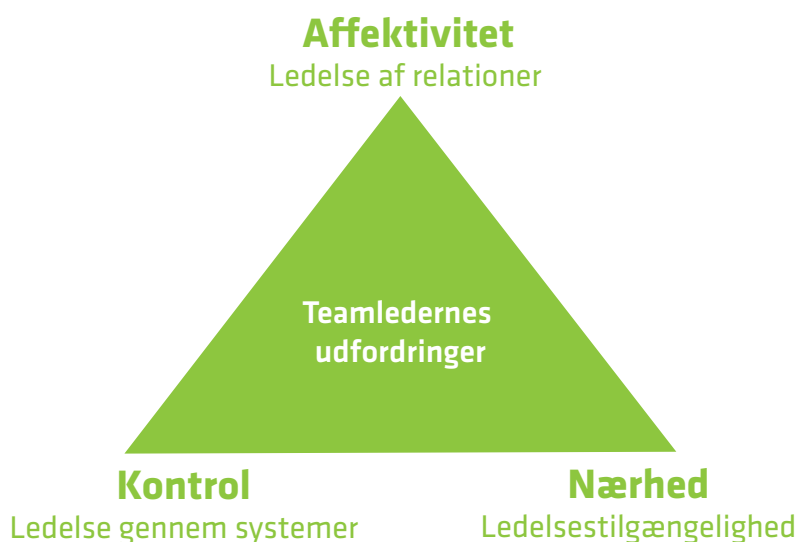 Affektivitet
Ledelse af relationer
Teamledernes
udfordringer
Kontrol
Ledelse gennem systemer
Nærhed
Ledelsestilgængelighed